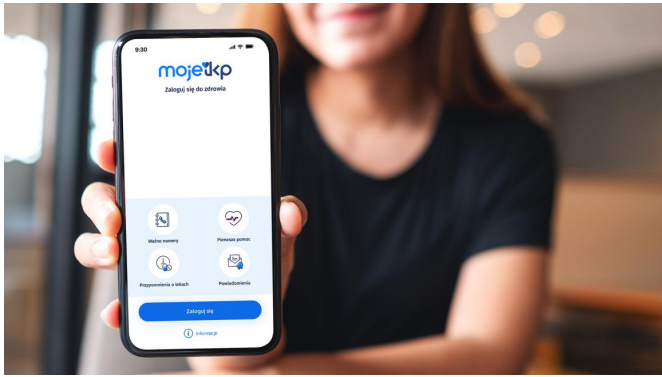 9:30
mojeikp
Zaloguj się do zdrowia
Ważne numery
Pierwsza pomoc
Przypomnienia o lekach
Powiadomienia
Zaloguj się
Informacje